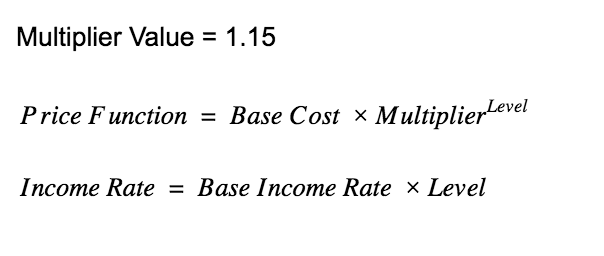 Multiplier Value = 1.15
Price Function = Base Cost × Multiplier^Level
Income Rate = Base Income Rate × Level